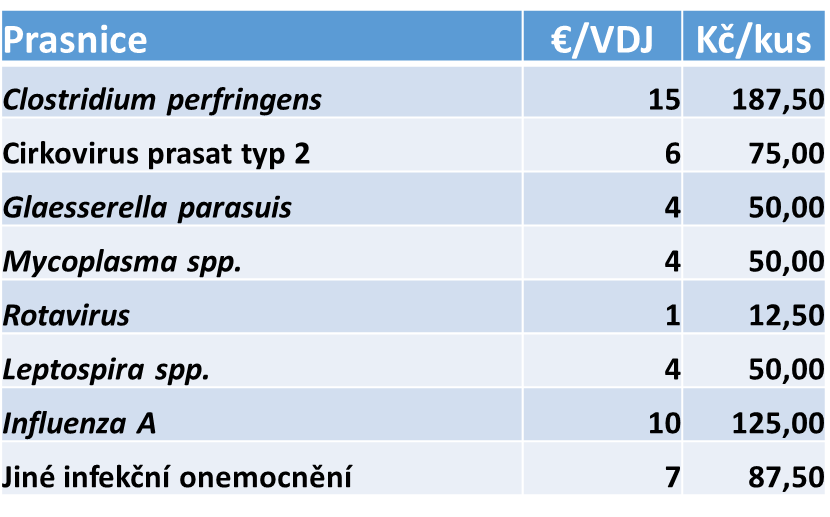 Prasnice €/VDJ Kč/kus
Clostridium perfringens 15 187,50
Cirkovirus prasat typ 2 6 75,00
Glaesserella parasuis 4 50,00
Mycoplasma spp. 4 50,00
Rotavirus 1 12,50
Leptospira spp. 4 50,00
Influenza A 10 125,00
Jiné infekční onemocnění 7 87,50